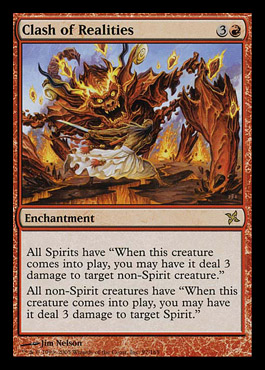 Clash of Realities 3
Enchantment
All Spirits have “When this creature
comes into play, you may have it deal 3
damage to target non-Spirit creature.”
All non-Spirit creatures have “When this
creature comes into play, you may have
it deal 3 damage to target Spirit.”
Jim Nelson